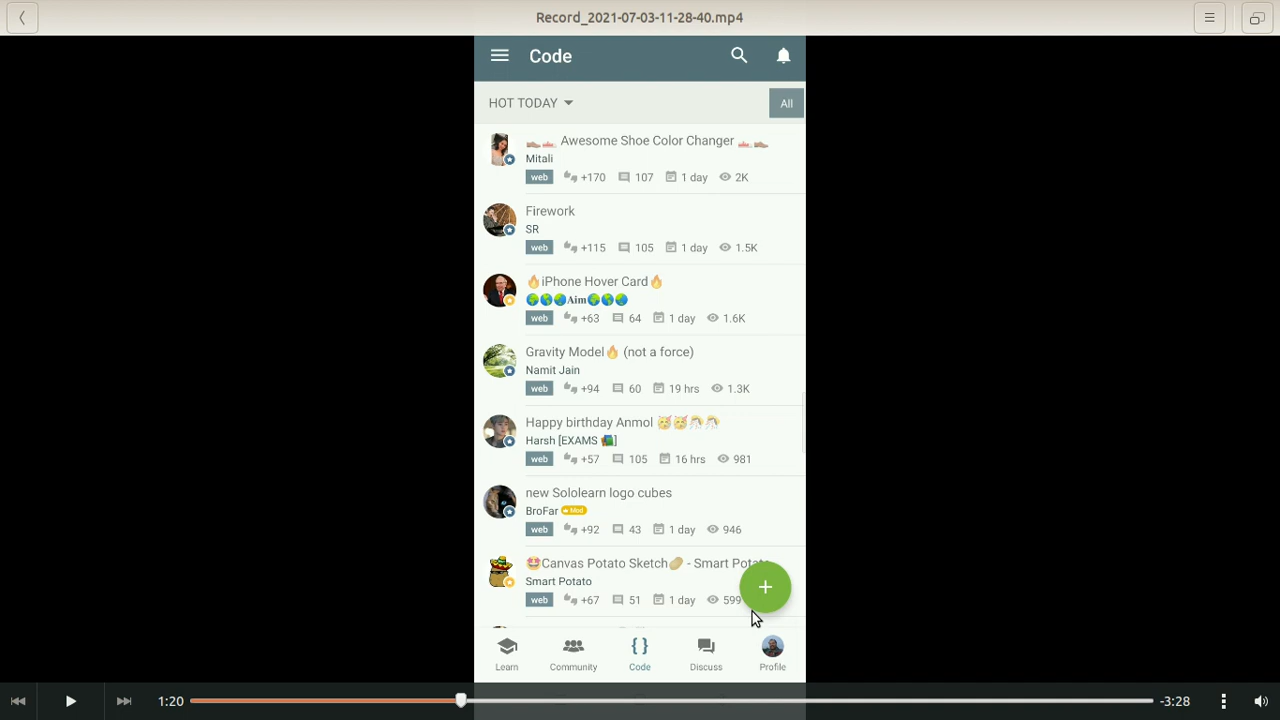 Record_2021-07-03-11-28-40.mp4
Code
HOT TODAY
All
Awesome Shoe Color Changer
Mitali
web +170 107 1 day 2K
Firework
SR
web +115 105 1 day 1.5K
🔥iPhone Hover Card🔥
🌍🌎🌏Aim🌍🌎🌏
web +63 64 1 day 1.6K
Gravity Model🔥 (not a force)
Namit Jain
web +94 60 19 hrs 1.3K
Happy birthday Anmol
Harsh [EXAMS 📚]
web +57 105 16 hrs 981
new Sololearn logo cubes
BroFar Mod
web +92 43 1 day 946
🤩Canvas Potato Sketch🥔 - Smart Potato
Smart Potato
web +67 51 1 day 599
+
Learn Community Code Discuss Profile
1:20 -3:28